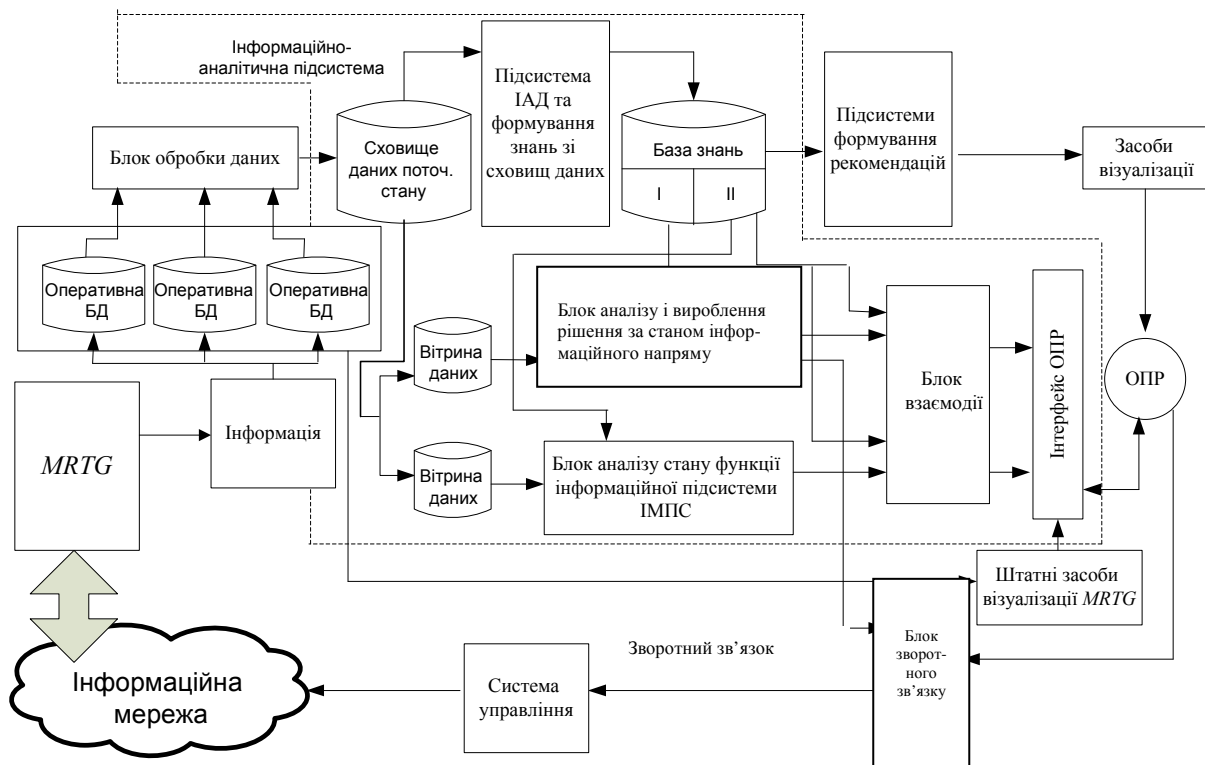 Інформаційно-
аналітична підсистема
Підсистема
ІАД та
формування
знань зі
сховищ даних
Підсистеми
формування
рекомендацій
Засоби
візуалізації
Блок обробки даних
Сховище
даних поточ.
стану
База знань
I
II
Оперативна
БД
Оперативна
БД
Оперативна
БД
Блок аналізу і вироблення
рішення за станом інфор-
маційного напряму
Вітрина
даних
Блок
взаємодії
Інтерфейс ОПР
ОПР
MRTG
Інформація
Вітрина
даних
Блок аналізу стану функції
інформаційної підсистеми
ІМПС
Штатні засоби
візуалізації MRTG
Зворотний зв’язок
Блок
зворот-
ного
зв’язку
Система
управління
Інформаційна
мережа